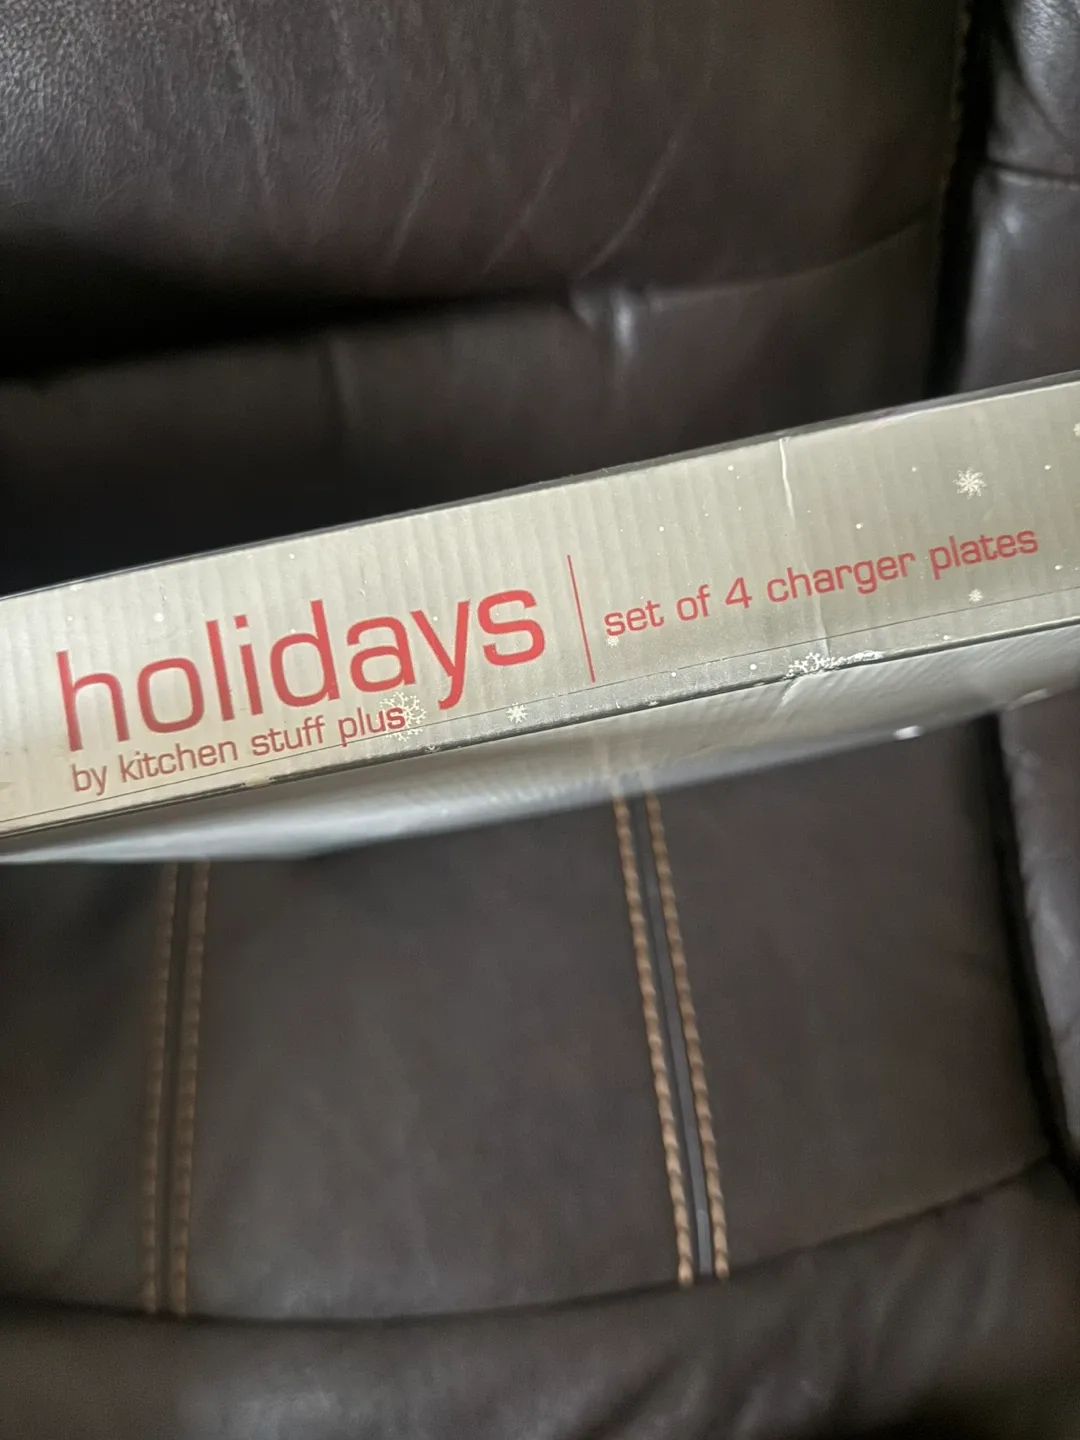 holidays
by kitchen stuff plus
set of 4 charger plates